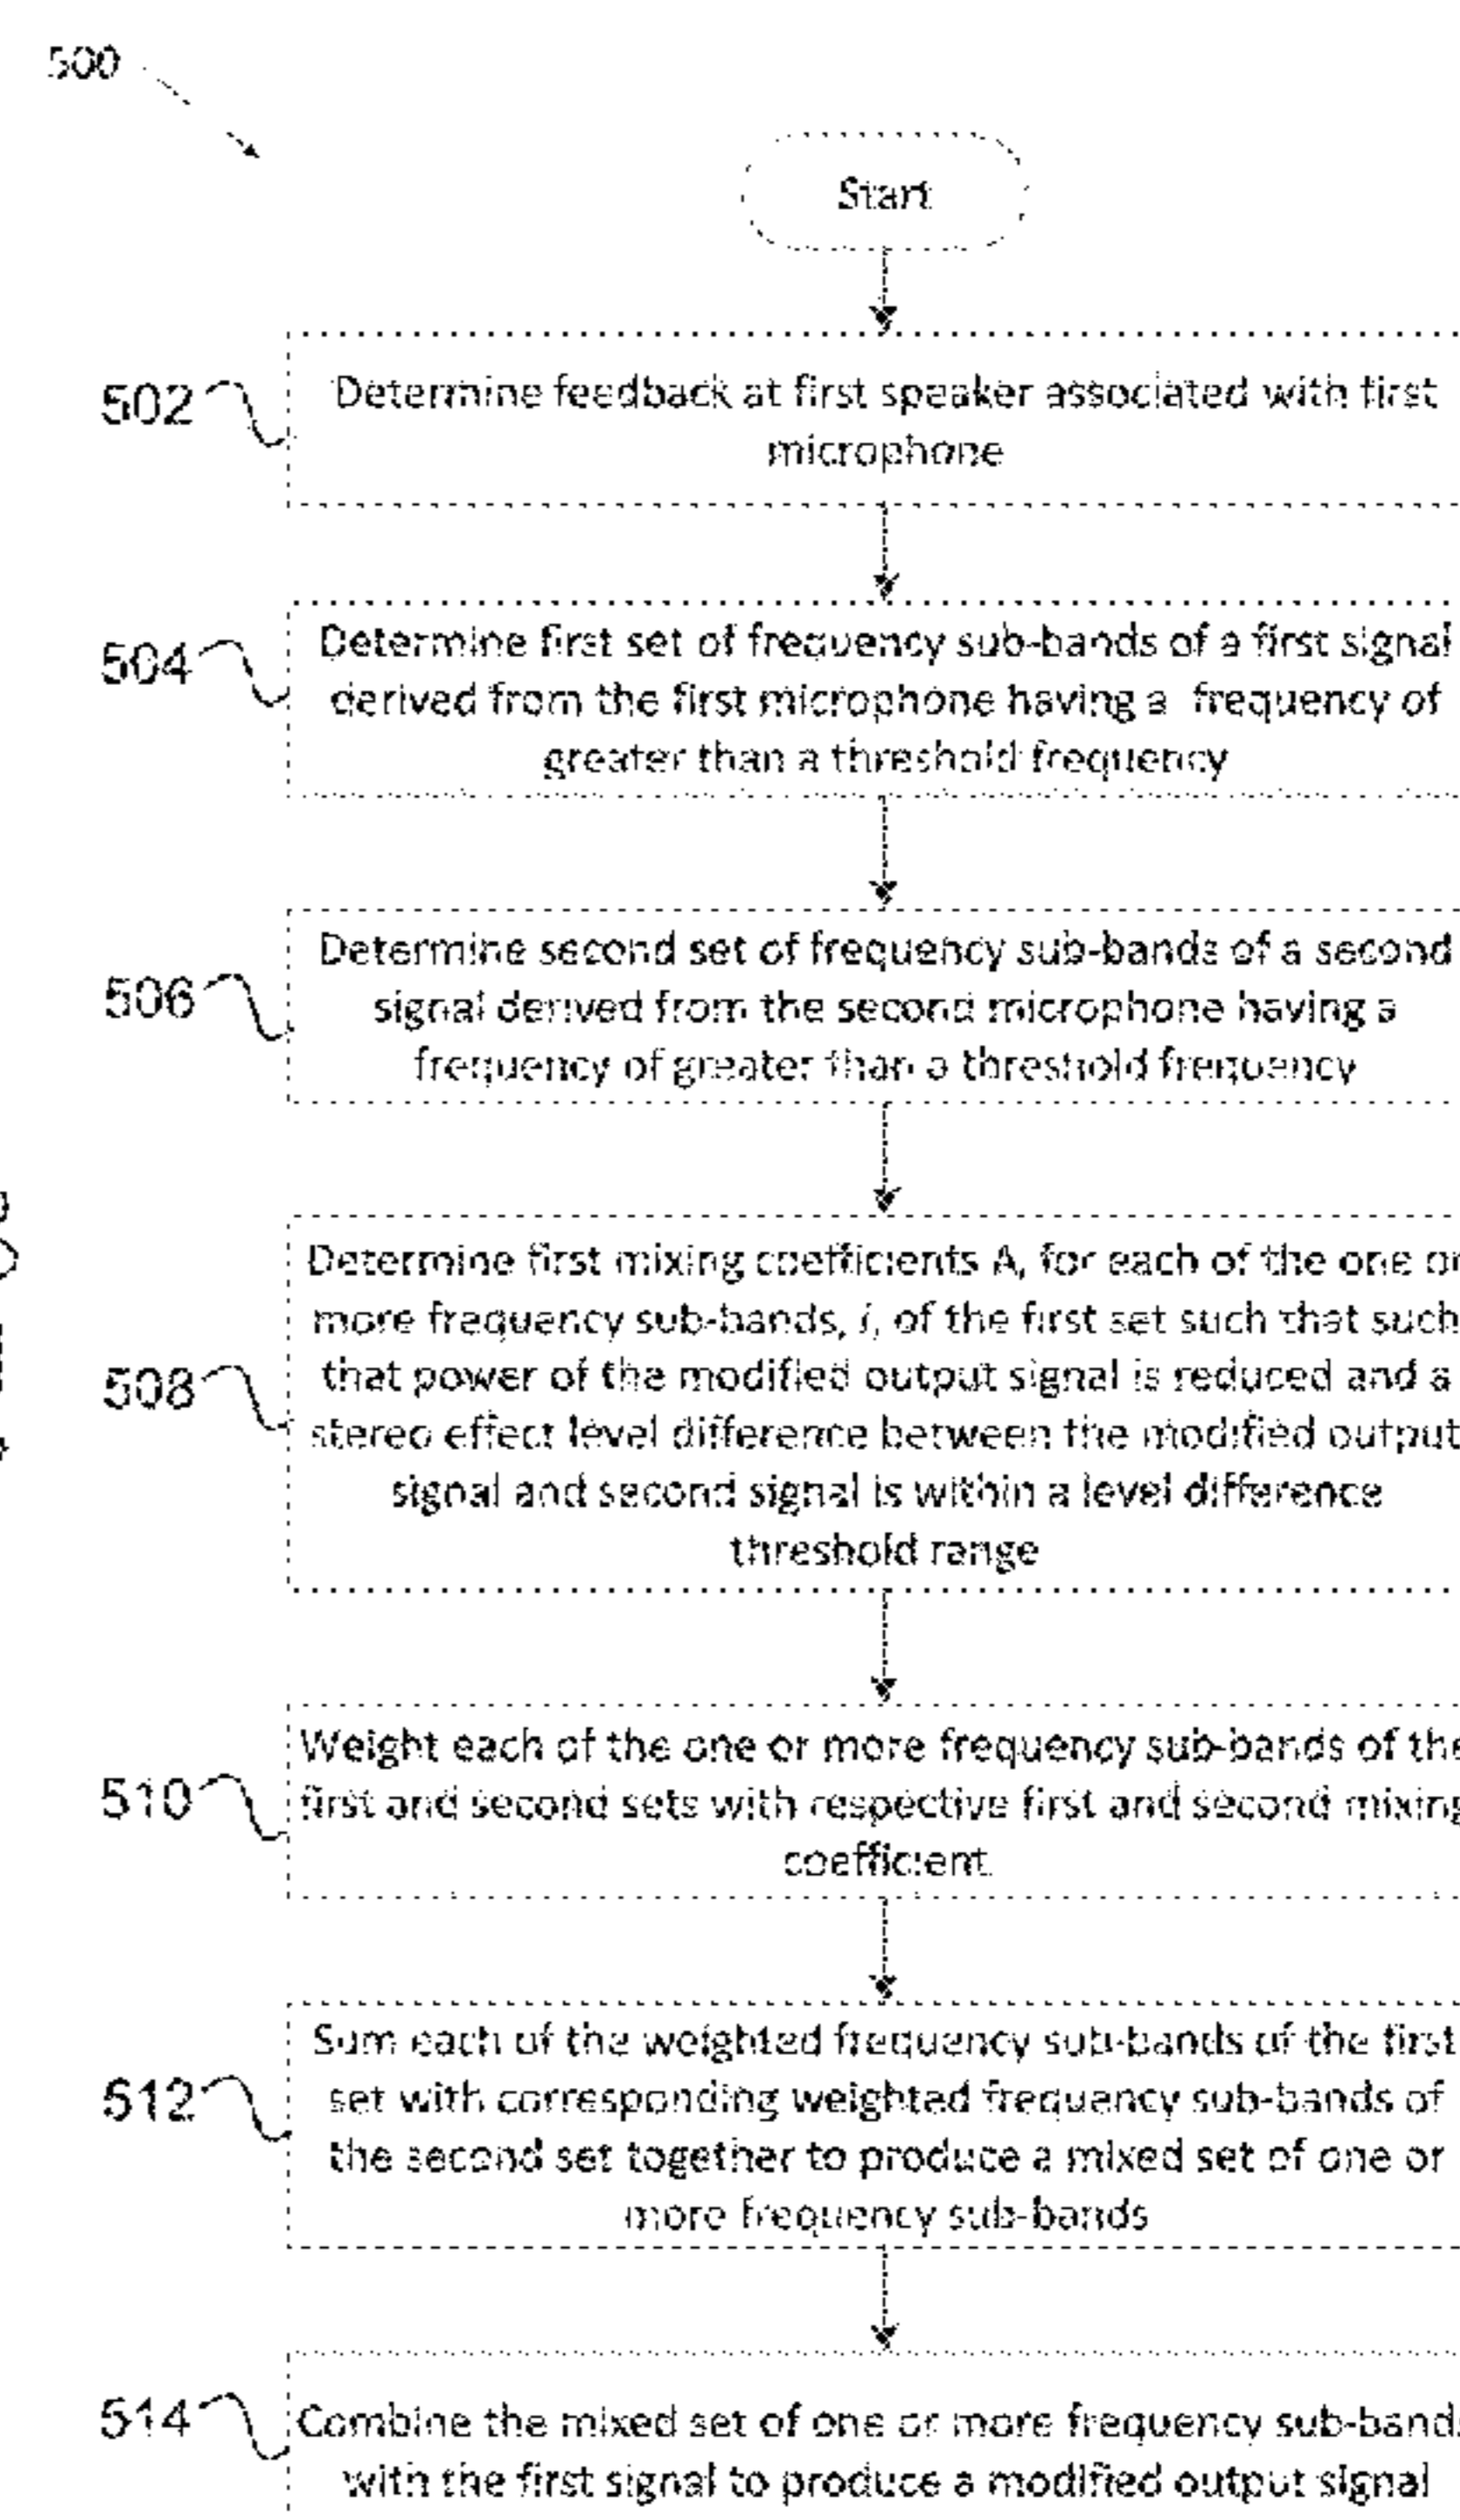 500
Start
502
Determine feedback at first speaker associated with first
microphone
504
Determine first set of frequency sub-bands of a first signal
derived from the first microphone having a frequency of
greater than a threshold frequency
506
Determine second set of frequency sub-bands of a second
signal derived from the second microphone having a
frequency of greater than a threshold frequency
508
Determine first mixing coefficients A, for each of the one or
more frequency sub-bands, i, of the first set such that such
that power of the modified output signal is reduced and a
stereo effect level difference between the modified output
signal and second signal is within a level difference
threshold range
510
Weight each of the one or more frequency sub-bands of the
first and second sets with respective first and second mixing
coefficient
512
Sum each of the weighted frequency sub-bands of the first
set with corresponding weighted frequency sub-bands of
the second set together to produce a mixed set of one or
more frequency sub-bands
514
Combine the mixed set of one or more frequency sub-bands
with the first signal to produce a modified output signal